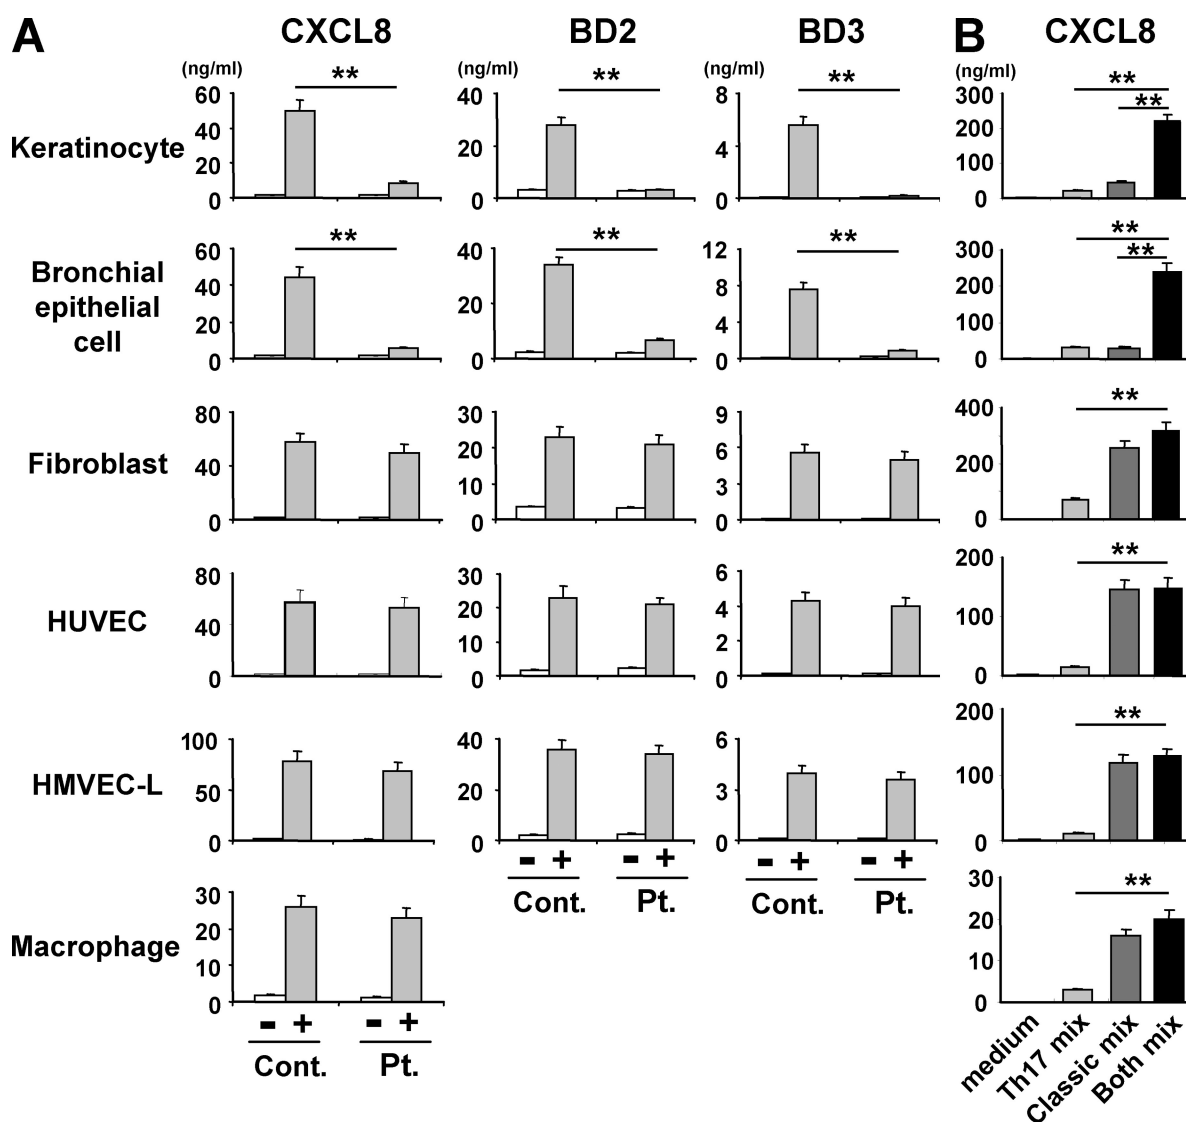 A CXCL8 BD2 BD3 B CXCL8
(ng/ml) (ng/ml) (ng/ml) (ng/ml)
** ** ** ** **
Keratinocyte
60 40 20 0
40 20 0
8 4 0
300 200 100 0
** ** ** ** **
Bronchial
epithelial
cell
60 40 20 0
40 20 0
12 8 4 0
300 200 100 0
**
Fibroblast
80 40 0
30 20 10 0
9 6 3 0
400 200 0
**
HUVEC
80 40 0
30 20 10 0
6 4 2 0
200 100 0
**
HMVEC-L
100 50 0
40 20 0
6 3 0
200 100 0
- + - + - + - +
Cont. Pt. Cont. Pt.
**
Macrophage
30 20 10 0
30 20 10 0
- + - +
Cont. Pt.
medium
Th17 mix
Classic mix
Both mix